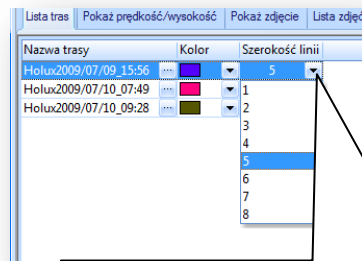 Lista tras Pokaż prędkość/wysokość Pokaż zdjęcie Lista zdjęć
Nazwa trasy Kolor Szerokość linii
Holux2009/07/09_15:56 ... 5
Holux2009/07/10_07:49 ... 1
Holux2009/07/10_09:28 ... 2
3
4
5
6
7
8